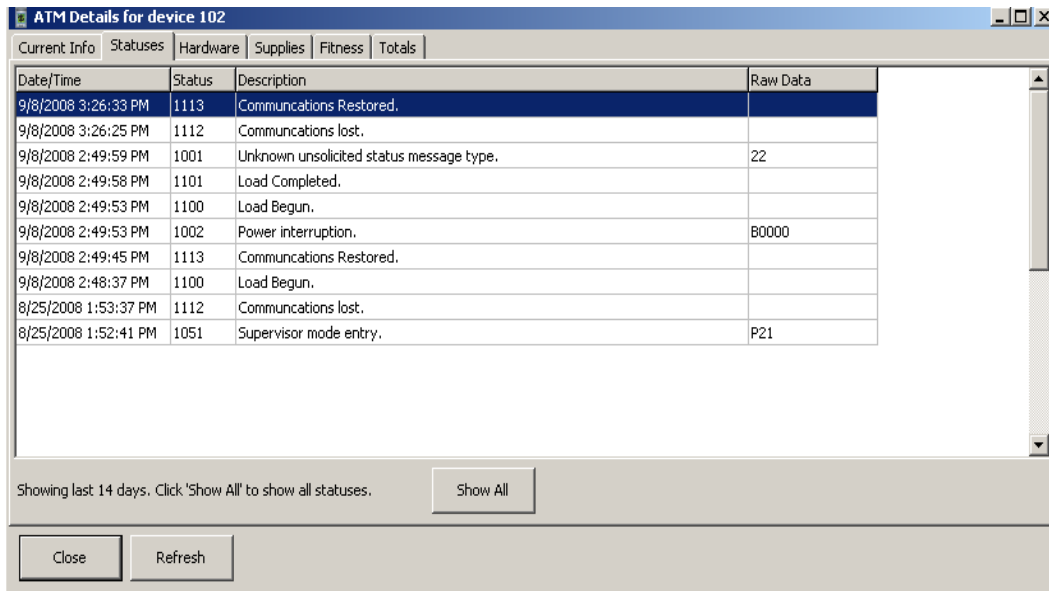 ATM Details for device 102
Current Info Statuses Hardware Supplies Fitness Totals
Date/Time Status Description Raw Data
9/8/2008 3:26:33 PM 1113 Communcations Restored.
9/8/2008 3:26:25 PM 1112 Communcations lost.
9/8/2008 2:49:59 PM 1001 Unknown unsolicited status message type. 22
9/8/2008 2:49:58 PM 1101 Load Completed.
9/8/2008 2:49:53 PM 1100 Load Begun.
9/8/2008 2:49:53 PM 1002 Power interruption. B0000
9/8/2008 2:49:45 PM 1113 Communcations Restored.
9/8/2008 2:48:37 PM 1100 Load Begun.
8/25/2008 1:53:37 PM 1112 Communcations lost.
8/25/2008 1:52:41 PM 1051 Supervisor mode entry. P21
Showing last 14 days. Click 'Show All' to show all statuses. Show All
Close Refresh